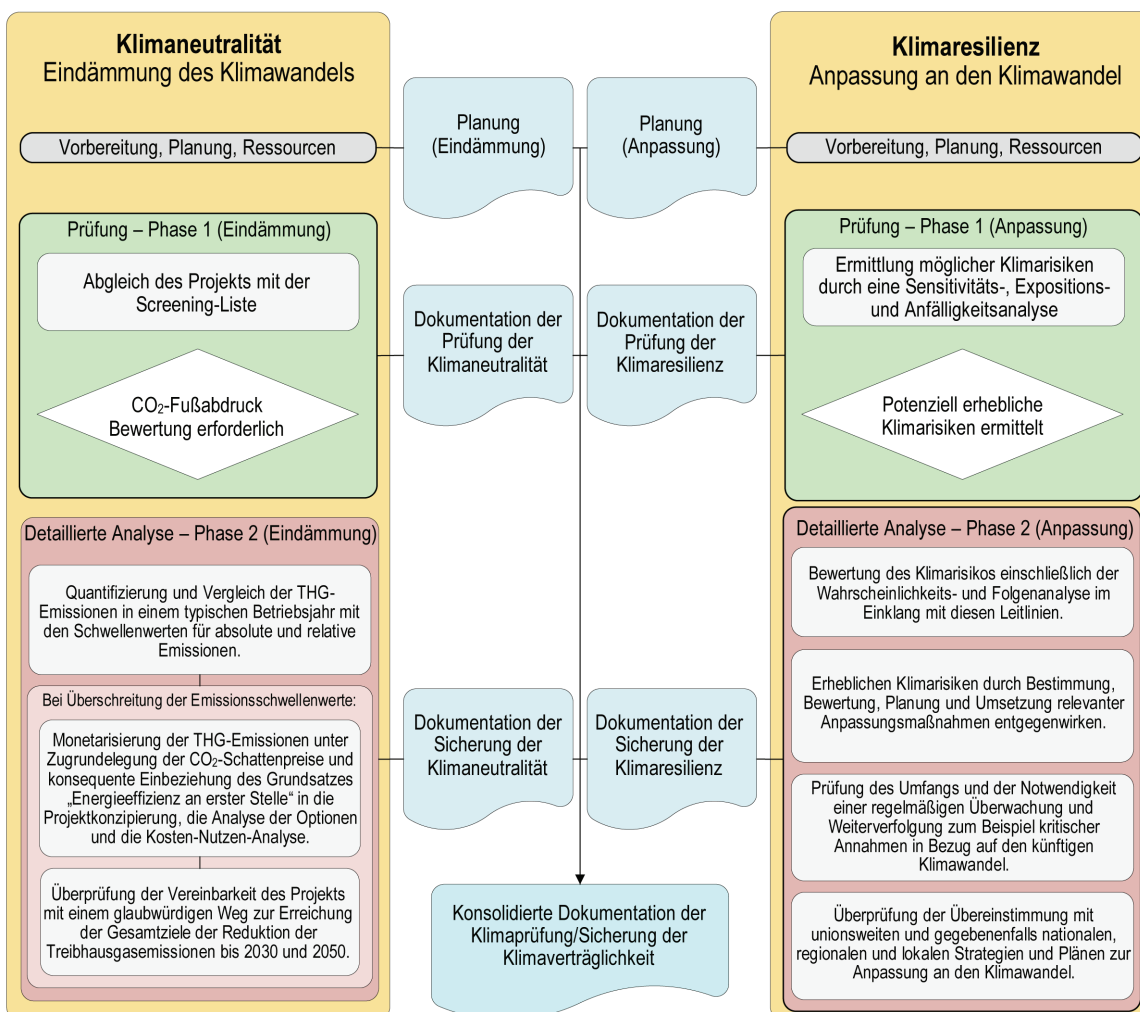 Klimaneutralität
Eindämmung des Klimawandels
Vorbereitung, Planung, Ressourcen
Prüfung – Phase 1 (Eindämmung)
Abgleich des Projekts mit der
Screening-Liste
CO₂-Fußabdruck
Bewertung erforderlich
Detaillierte Analyse – Phase 2 (Eindämmung)
Quantifizierung und Vergleich der THG-
Emissionen in einem typischen Betriebsjahr mit
den Schwellenwerten für absolute und relative
Emissionen.
Bei Überschreitung der Emissionsschwellenwerte:
Monetarisierung der THG-Emissionen unter
Zugrundelegung der CO₂-Schattenpreise und
konsequente Einbeziehung des Grundsatzes
„Energieeffizienz an erster Stelle“ in die
Projektkonzipierung, die Analyse der Optionen
und die Kosten-Nutzen-Analyse.
Überprüfung der Vereinbarkeit des Projekts
mit einem glaubwürdigen Weg zur Erreichung
der Gesamtziele der Reduktion der
Treibhausgasemissionen bis 2030 und 2050.
Planung
(Eindämmung)
Planung
(Anpassung)
Dokumentation der
Prüfung der
Klimaneutralität
Dokumentation der
Prüfung der
Klimaresilienz
Dokumentation der
Sicherung der
Klimaneutralität
Dokumentation der
Sicherung der
Klimaresilienz
Konsolidierte Dokumentation der
Klimaprüfung/Sicherung der
Klimaverträglichkeit
Klimaresilienz
Anpassung an den Klimawandel
Vorbereitung, Planung, Ressourcen
Prüfung – Phase 1 (Anpassung)
Ermittlung möglicher Klimarisiken
durch eine Sensitivitäts-, Expositions-
und Anfälligkeitsanalyse
Potenziell erhebliche
Klimarisiken ermittelt
Detaillierte Analyse – Phase 2 (Anpassung)
Bewertung des Klimarisikos einschließlich der
Wahrscheinlichkeits- und Folgenanalyse im
Einklang mit diesen Leitlinien.
Erheblichen Klimarisiken durch Bestimmung,
Bewertung, Planung und Umsetzung relevanter
Anpassungsmaßnahmen entgegenwirken.
Prüfung des Umfangs und der Notwendigkeit
einer regelmäßigen Überwachung und
Weiterverfolgung zum Beispiel kritischer
Annahmen in Bezug auf den künftigen
Klimawandel.
Überprüfung der Übereinstimmung mit
unionsweiten und gegebenenfalls nationalen,
regionalen und lokalen Strategien und Plänen zur
Anpassung an den Klimawandel.